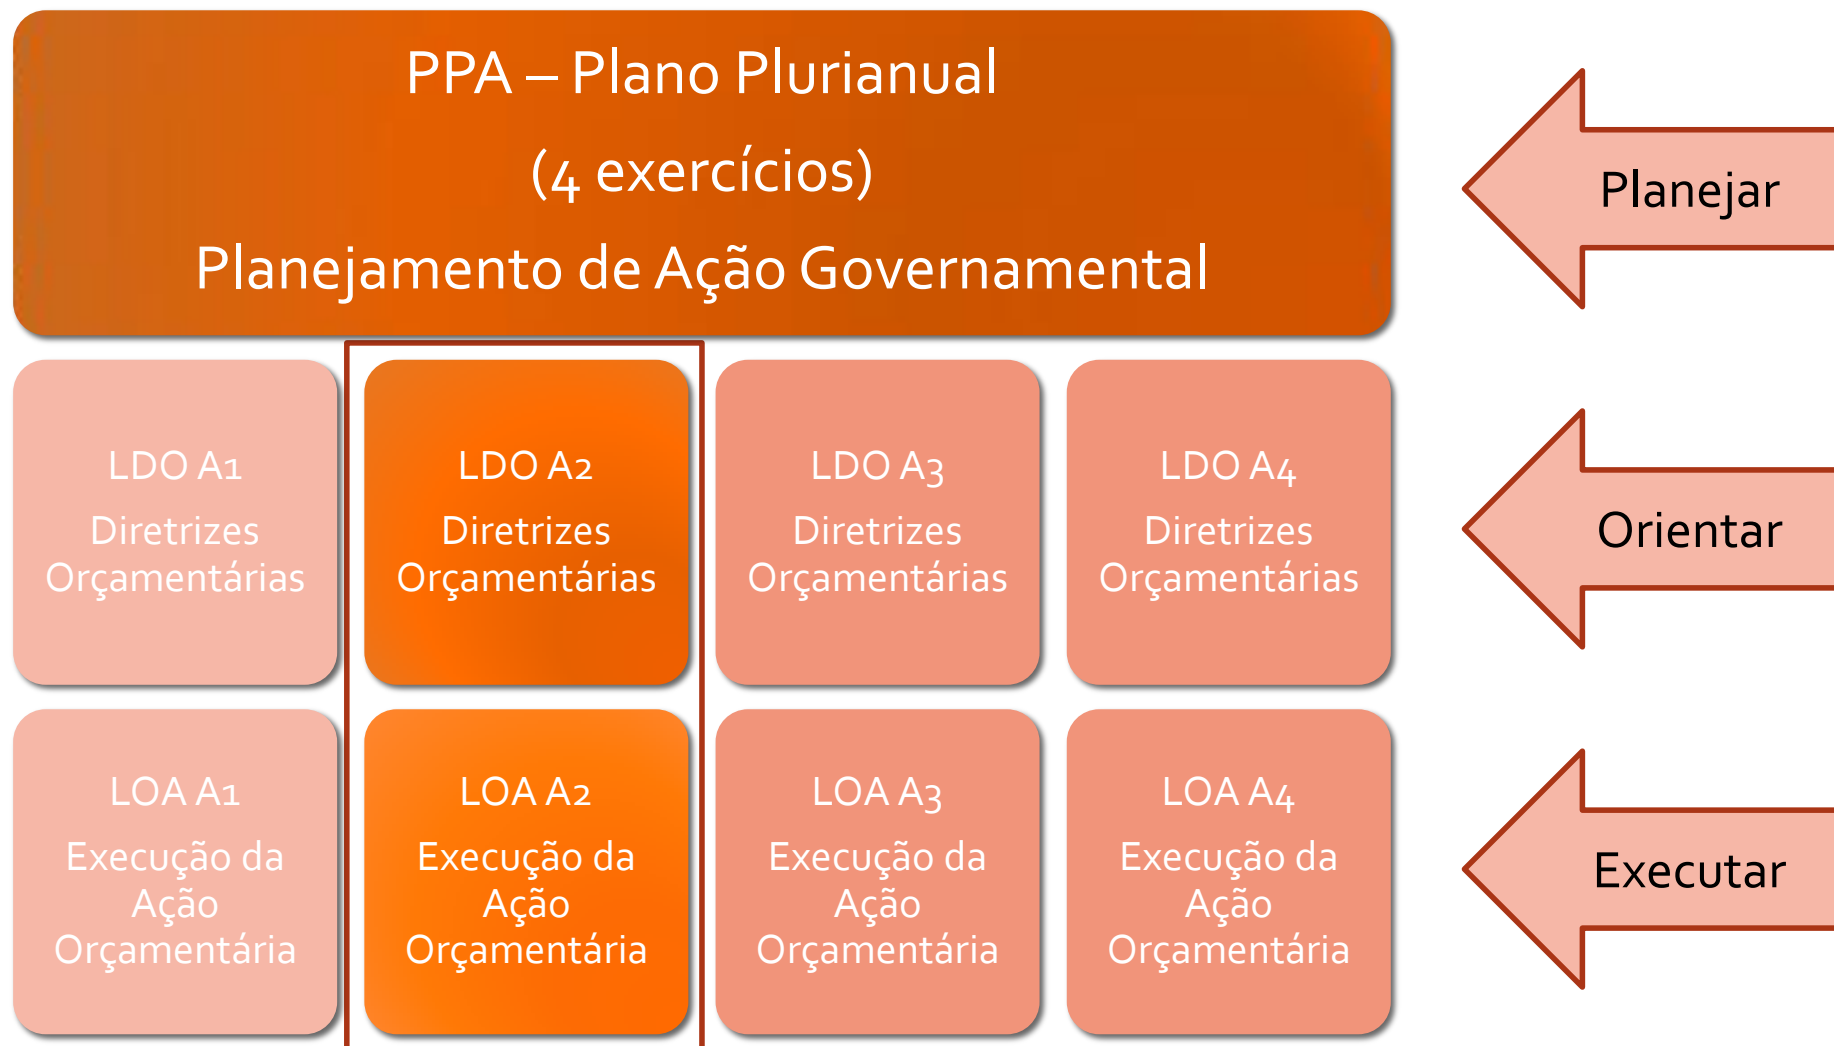 PPA – Plano Plurianual
(4 exercícios)
Planejamento de Ação Governamental
Planejar
LDO A1
Diretrizes
Orçamentárias
LDO A2
Diretrizes
Orçamentárias
LDO A3
Diretrizes
Orçamentárias
LDO A4
Diretrizes
Orçamentárias
Orientar
LOA A1
Execução da
Ação
Orçamentária
LOA A2
Execução da
Ação
Orçamentária
LOA A3
Execução da
Ação
Orçamentária
LOA A4
Execução da
Ação
Orçamentária
Executar